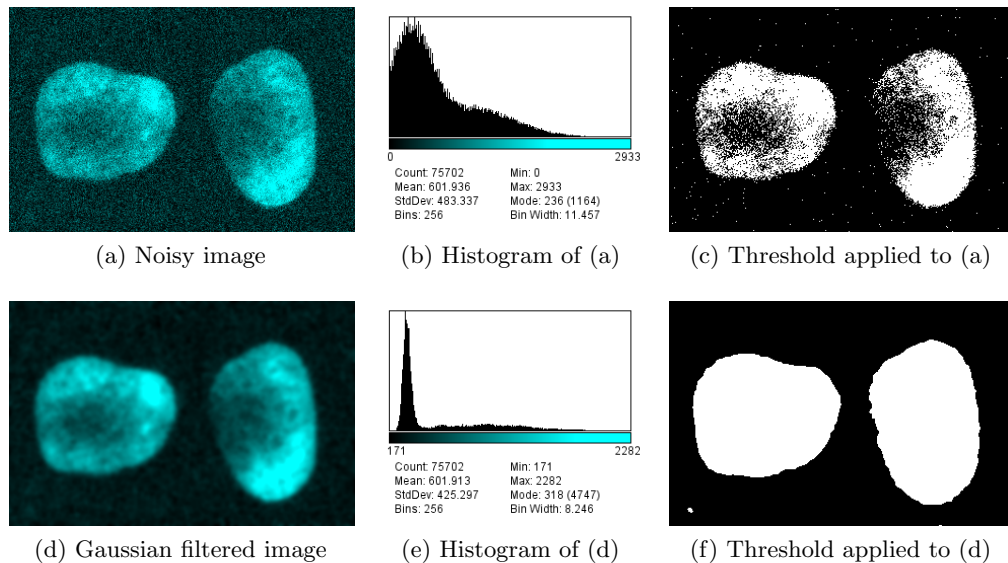 0 2933
Count: 75702 Min: 0
Mean: 601.936 Max: 2933
StdDev: 483.337 Mode: 236 (1164)
Bins: 256 Bin Width: 11.457
(a) Noisy image (b) Histogram of (a) (c) Threshold applied to (a)
171 2282
Count: 75702 Min: 171
Mean: 601.913 Max: 2282
StdDev: 425.297 Mode: 318 (4747)
Bins: 256 Bin Width: 8.246
(d) Gaussian filtered image (e) Histogram of (d) (f) Threshold applied to (d)